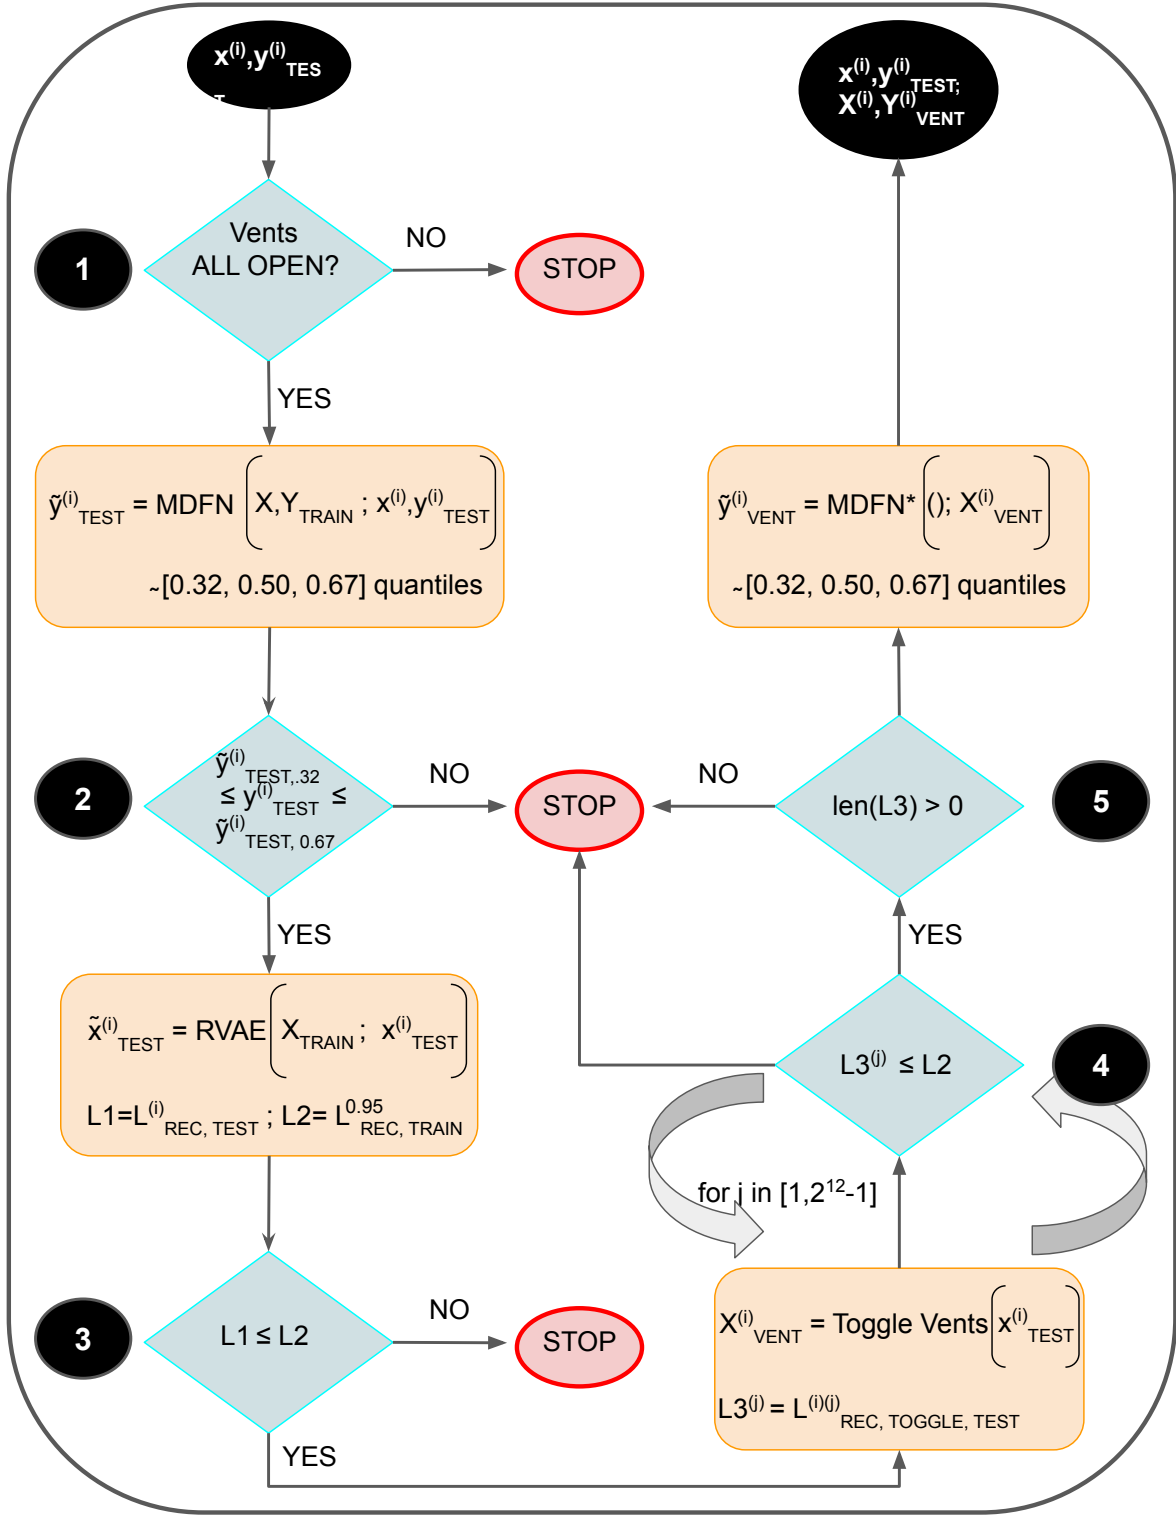 x⁽ⁱ⁾,y⁽ⁱ⁾TES
T
1
Vents
ALL OPEN?
NO
STOP
YES
ỹ⁽ⁱ⁾TEST = MDFN (X,YTRAIN ; x⁽ⁱ⁾,y⁽ⁱ⁾TEST)
~[0.32, 0.50, 0.67] quantiles
2
ỹ⁽ⁱ⁾TEST,.32
≤ y⁽ⁱ⁾TEST ≤
ỹ⁽ⁱ⁾TEST, 0.67
NO
STOP
YES
x̃⁽ⁱ⁾TEST = RVAE (XTRAIN ; x⁽ⁱ⁾TEST)
L1=L⁽ⁱ⁾REC, TEST ; L2= L⁰·⁹⁵REC, TRAIN
3
L1 ≤ L2
NO
STOP
YES
X⁽ⁱ⁾VENT = Toggle Vents (x⁽ⁱ⁾TEST)
L3⁽ʲ⁾ = L⁽ⁱ⁾⁽ʲ⁾REC, TOGGLE, TEST
for j in [1,2¹²-1]
4
L3⁽ʲ⁾ ≤ L2
YES
5
len(L3) > 0
NO
ỹ⁽ⁱ⁾VENT = MDFN* ((); X⁽ⁱ⁾VENT)
~[0.32, 0.50, 0.67] quantiles
x⁽ⁱ⁾,y⁽ⁱ⁾TEST;
X⁽ⁱ⁾,Y⁽ⁱ⁾VENT